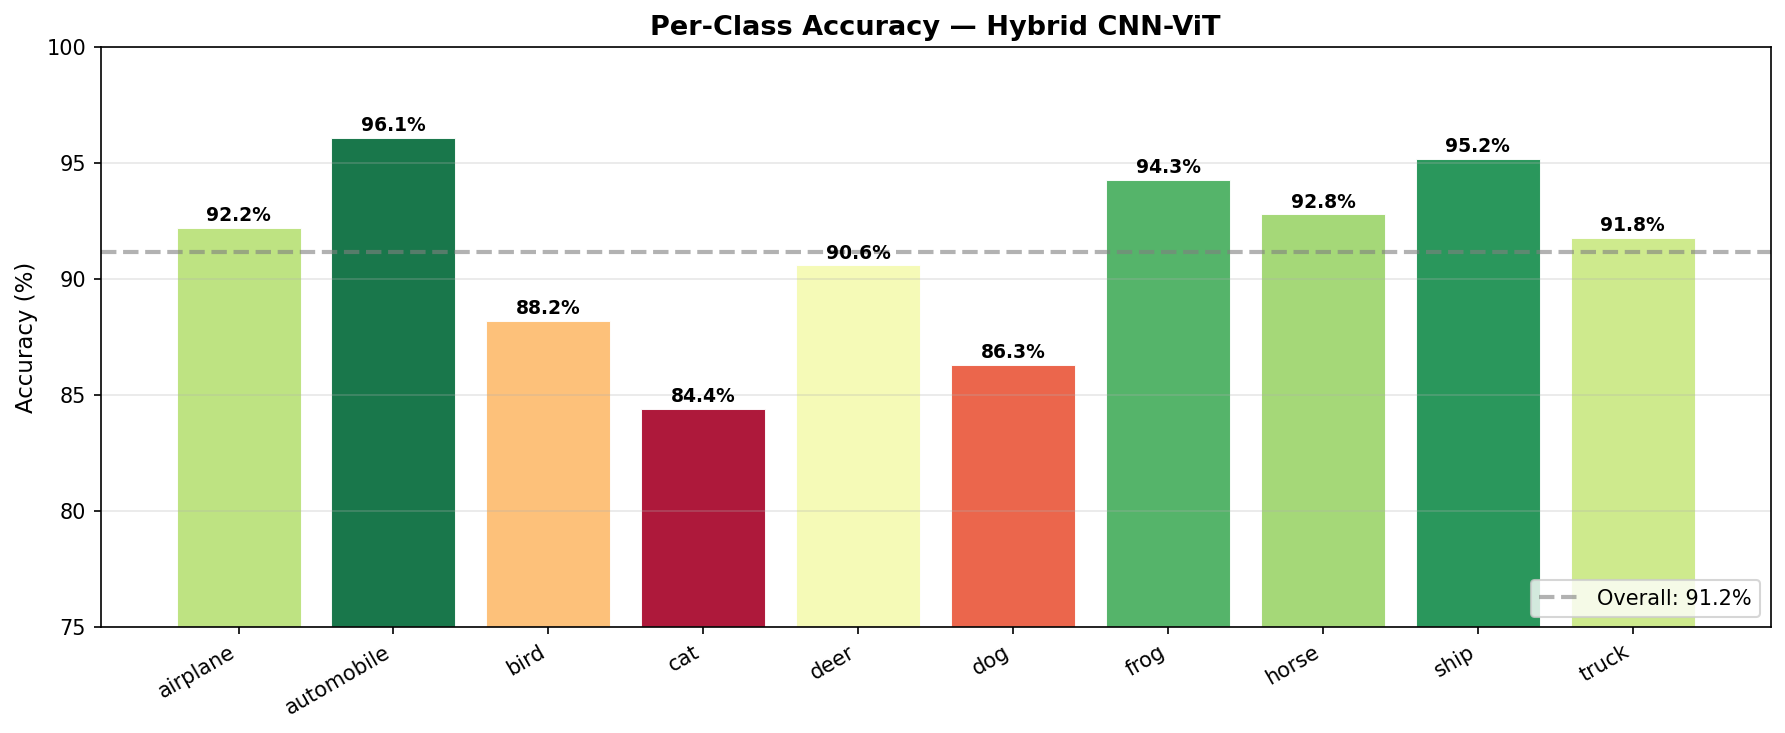 Per-Class Accuracy — Hybrid CNN-ViT
Accuracy (%)
100
95
90
85
80
75
92.2%
96.1%
88.2%
84.4%
90.6%
86.3%
94.3%
92.8%
95.2%
91.8%
Overall: 91.2%
airplane
automobile
bird
cat
deer
dog
frog
horse
ship
truck